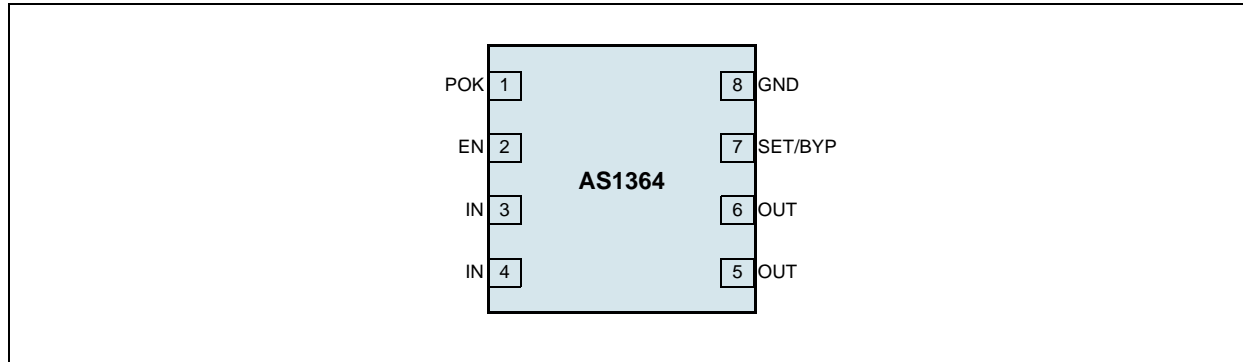 POK 1 8 GND
EN 2 7 SET/BYP
AS1364
IN 3 6 OUT
IN 4 5 OUT